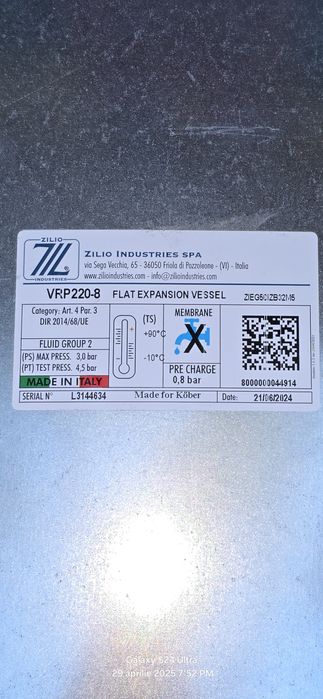 ZILIO
INDUSTRIES
ZILIO INDUSTRIES SPA
via Sega Vecchia, 65 - 36050 Friola di Pozzoleone - (VI) - Italia
www.zilioindustries.com - info@zilioindustries.com
VRP220-8 FLAT EXPANSION VESSEL
Category: Art. 4 Par. 3
DIR 2014/68/UE
FLUID GROUP 2
(PS) MAX PRESS. 3,0 bar
(PT) TEST PRESS. 4,5 bar
MADE IN ITALY
(TS)
+90°C
-10°C
MEMBRANE
X
PRE CHARGE
0,8 bar
8000000044914
SERIAL N° L3144634
Made for Köber
Date: 21/06/2024
Galaxy S24 Ultra
29 aprilie 2025 7:52 PM